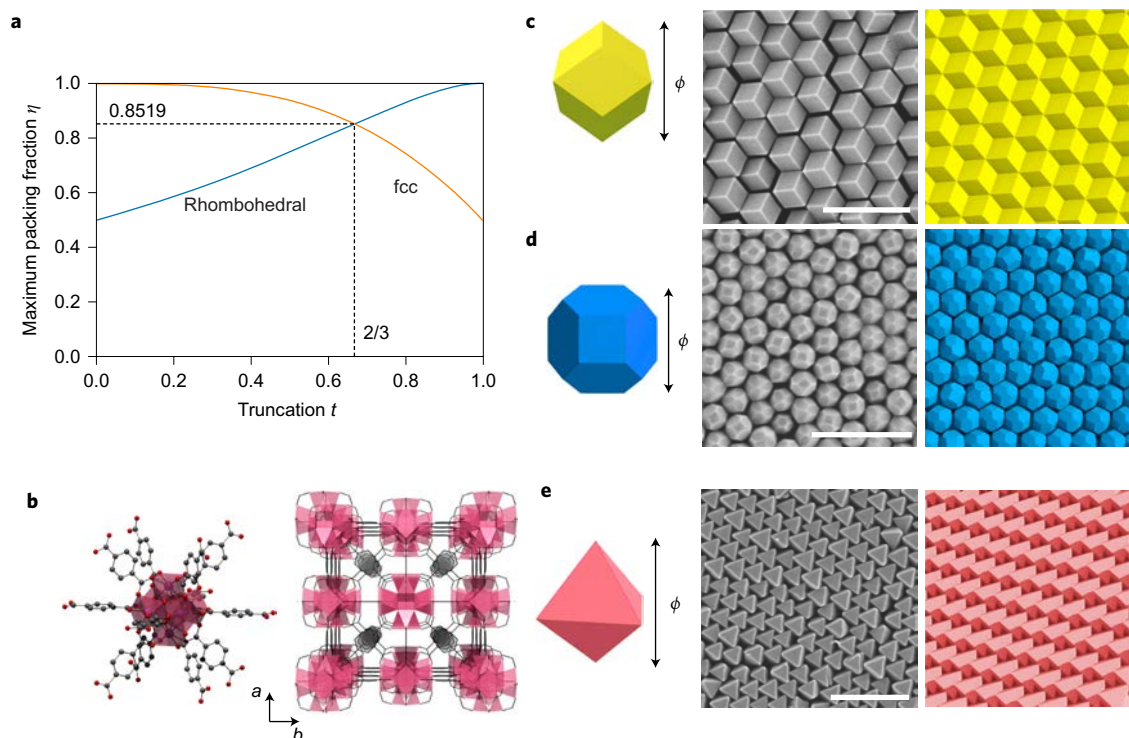 a
Maximum packing fraction η
1.0
0.8
0.6
0.4
0.2
0.0
0.8519
Rhombohedral
fcc
2/3
0.0 0.2 0.4 0.6 0.8 1.0
Truncation t
b
a
b
c
ϕ
d
ϕ
e
ϕ